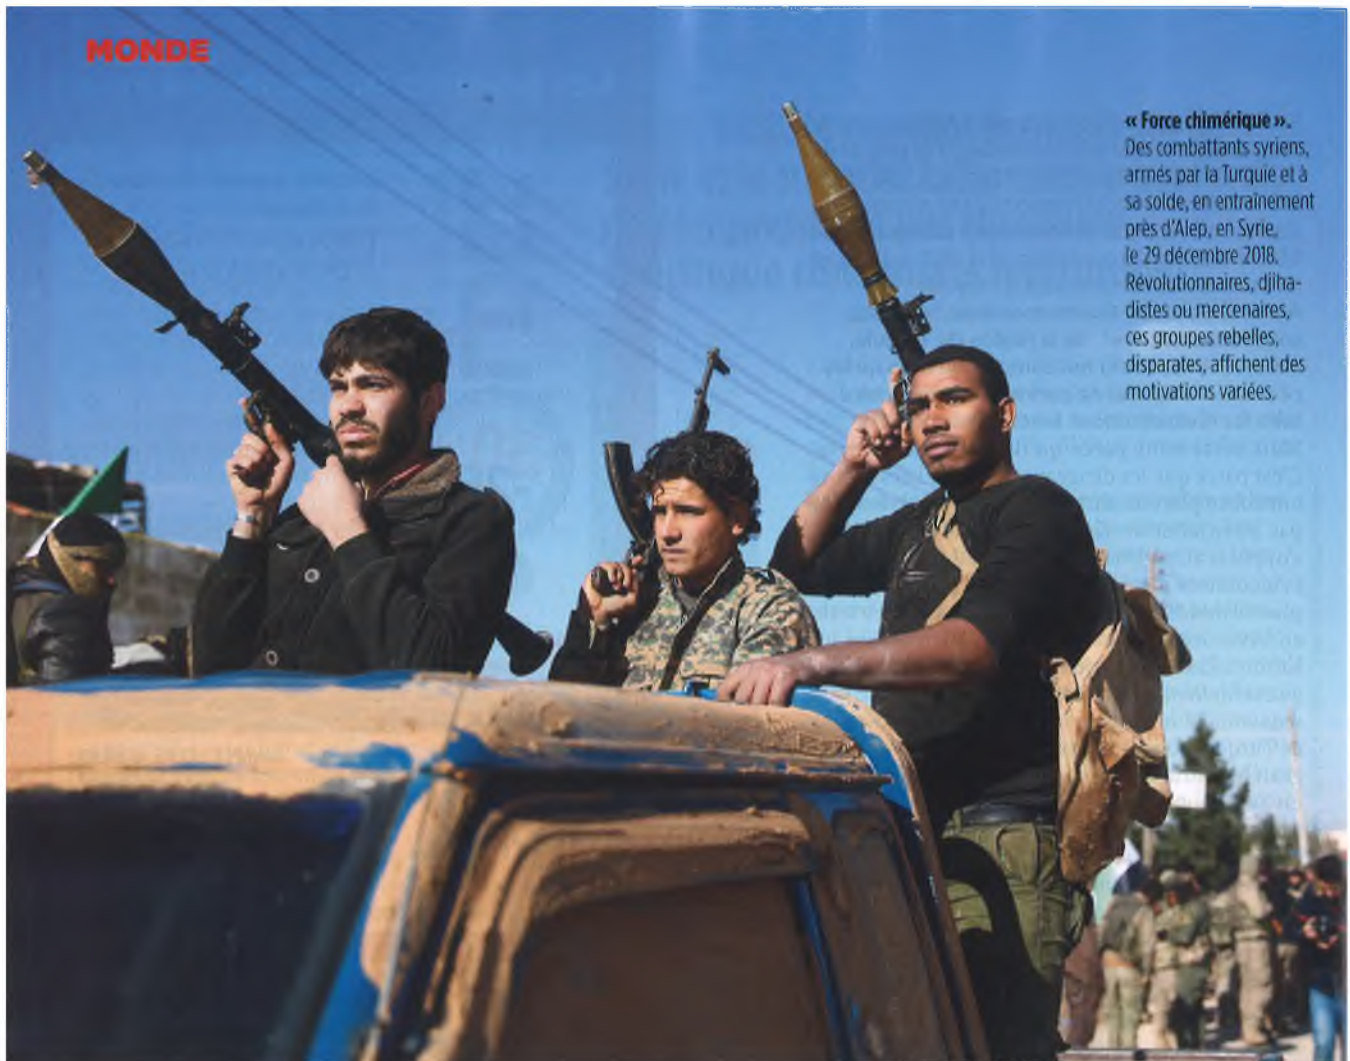 MONDE
« Force chimérique ».
Des combattants syriens,
armés par la Turquie et à
sa solde, en entraînement
près d'Alep, en Syrie,
le 29 décembre 2018.
Révolutionnaires, djiha-
distes ou mercenaires,
ces groupes rebelles,
disparates, affichent des
motivations variées.